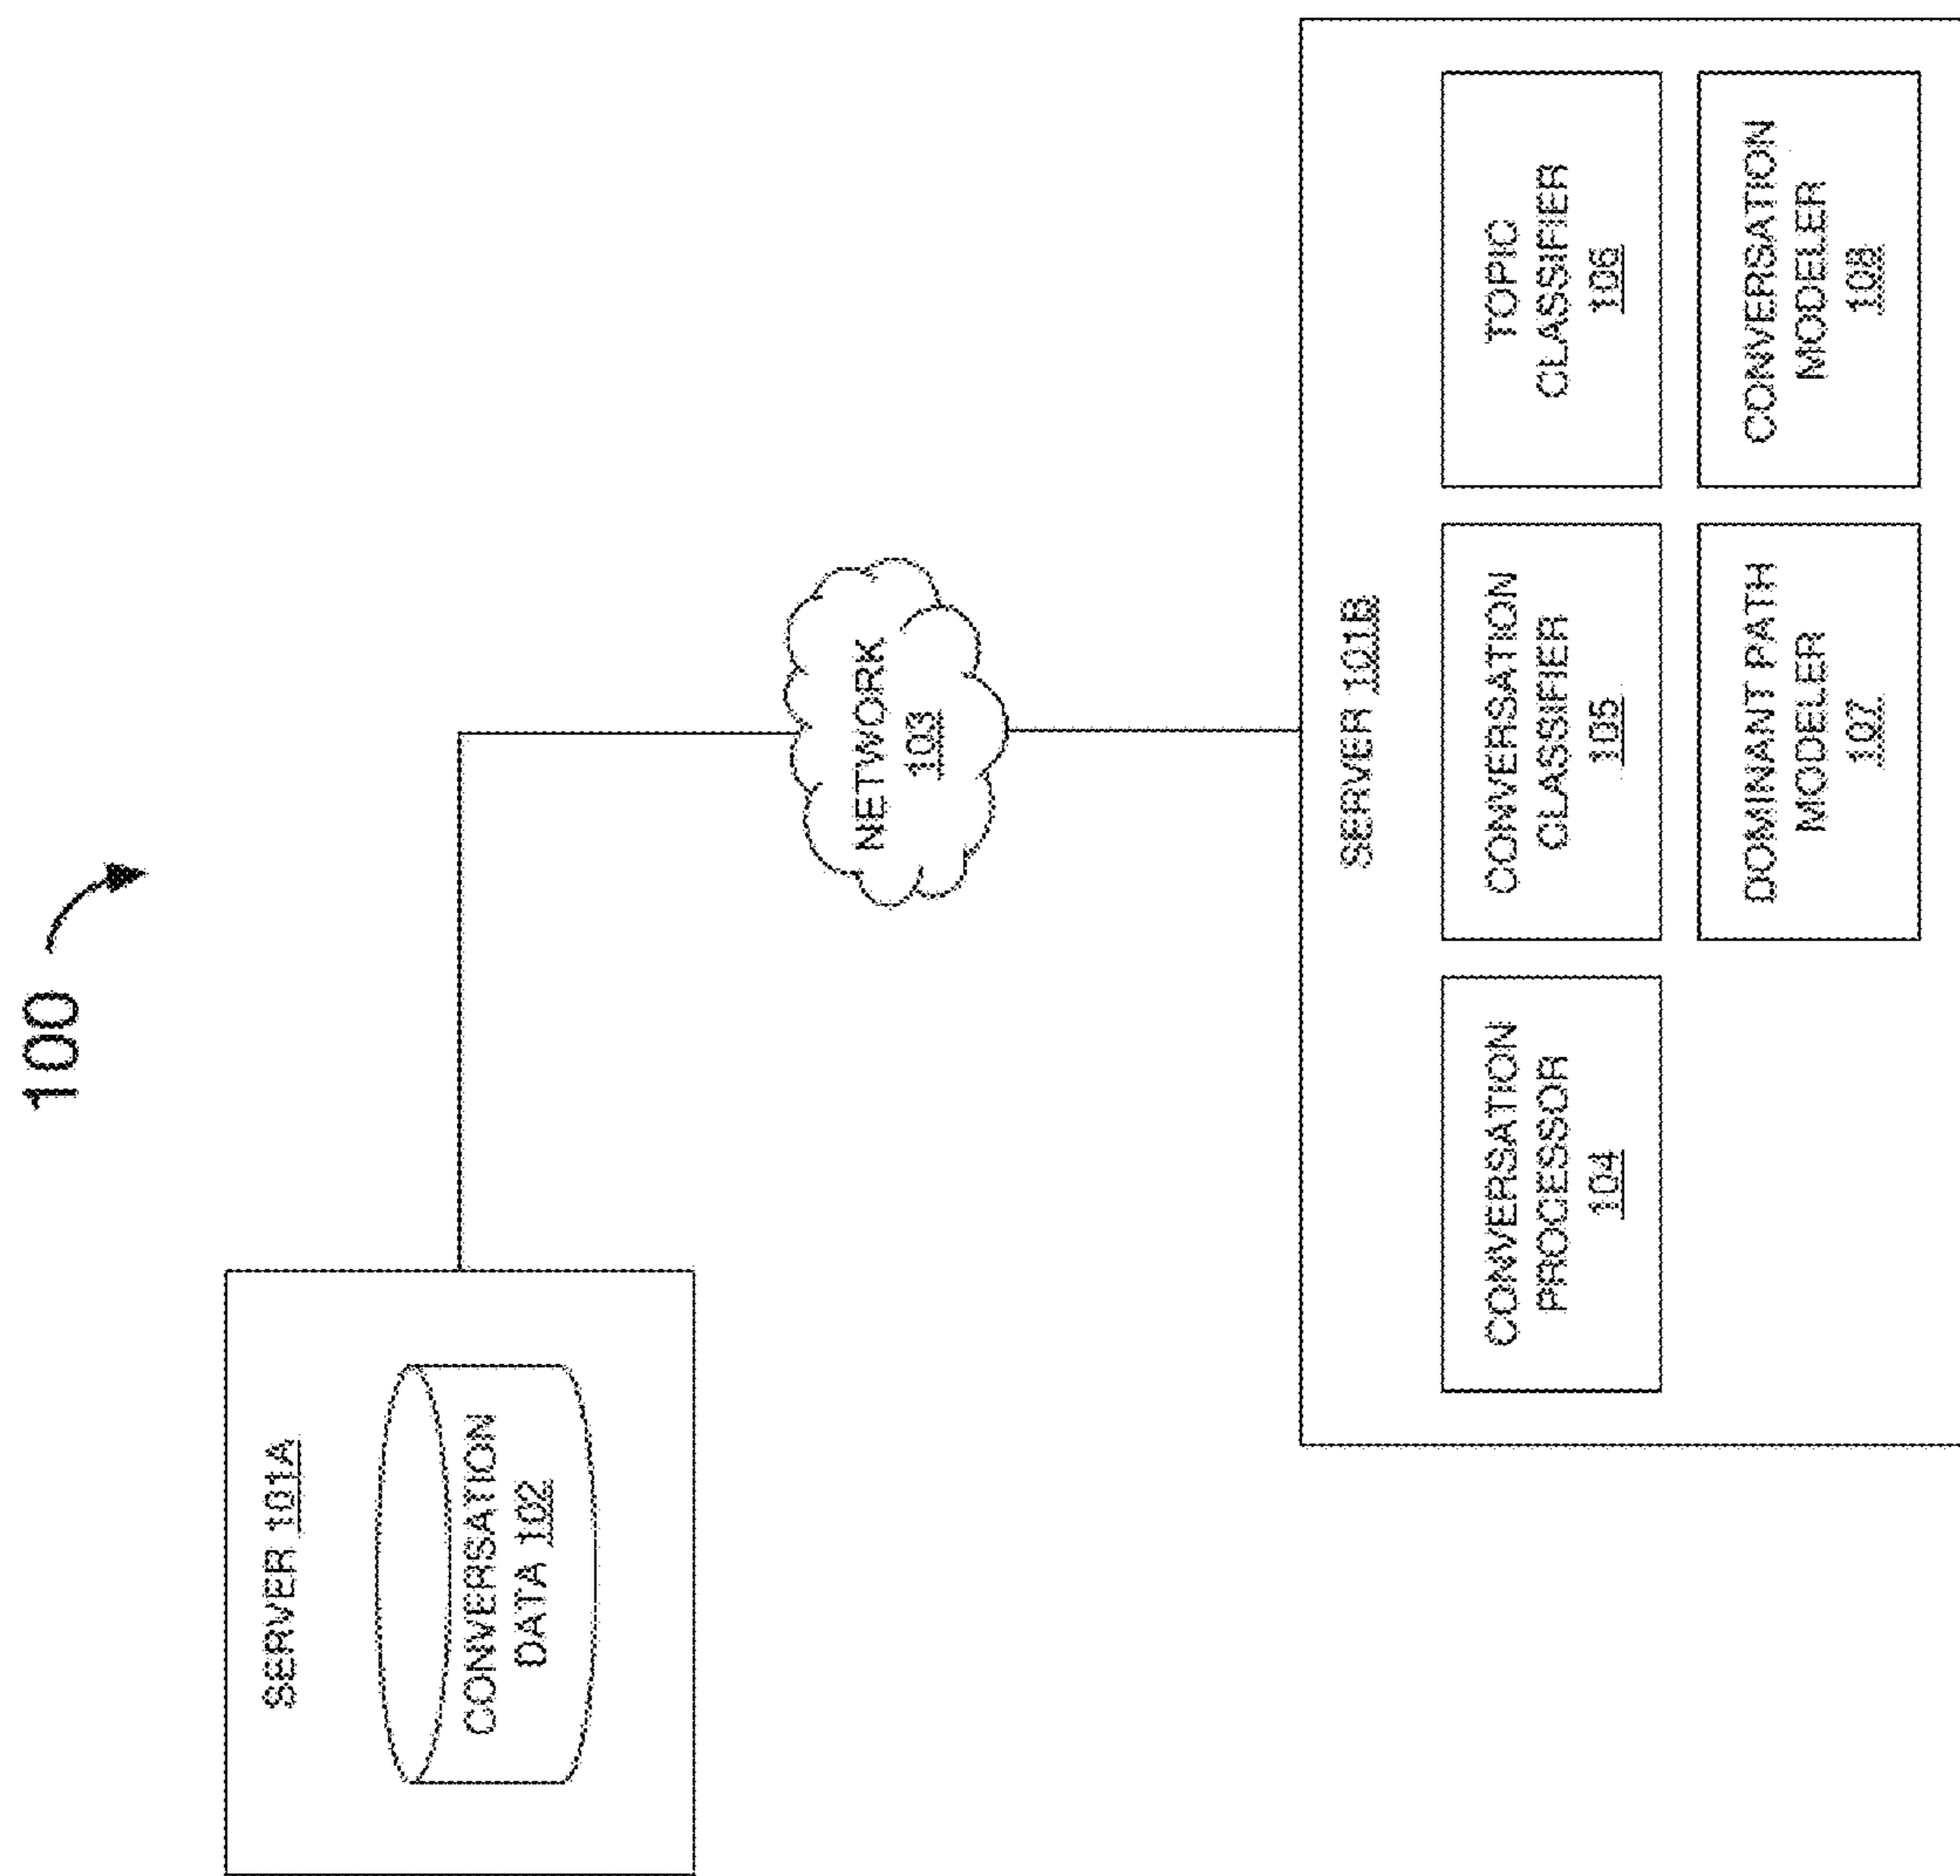 100
SERVER 101A
CONVERSATION
DATA 102
NETWORK
103
SERVER 101B
CONVERSATION
PROCESSOR
104
CONVERSATION
CLASSIFIER
105
TOPIC
CLASSIFIER
106
DOMINANT PATH
MODELER
107
CONVERSATION
MODELER
108